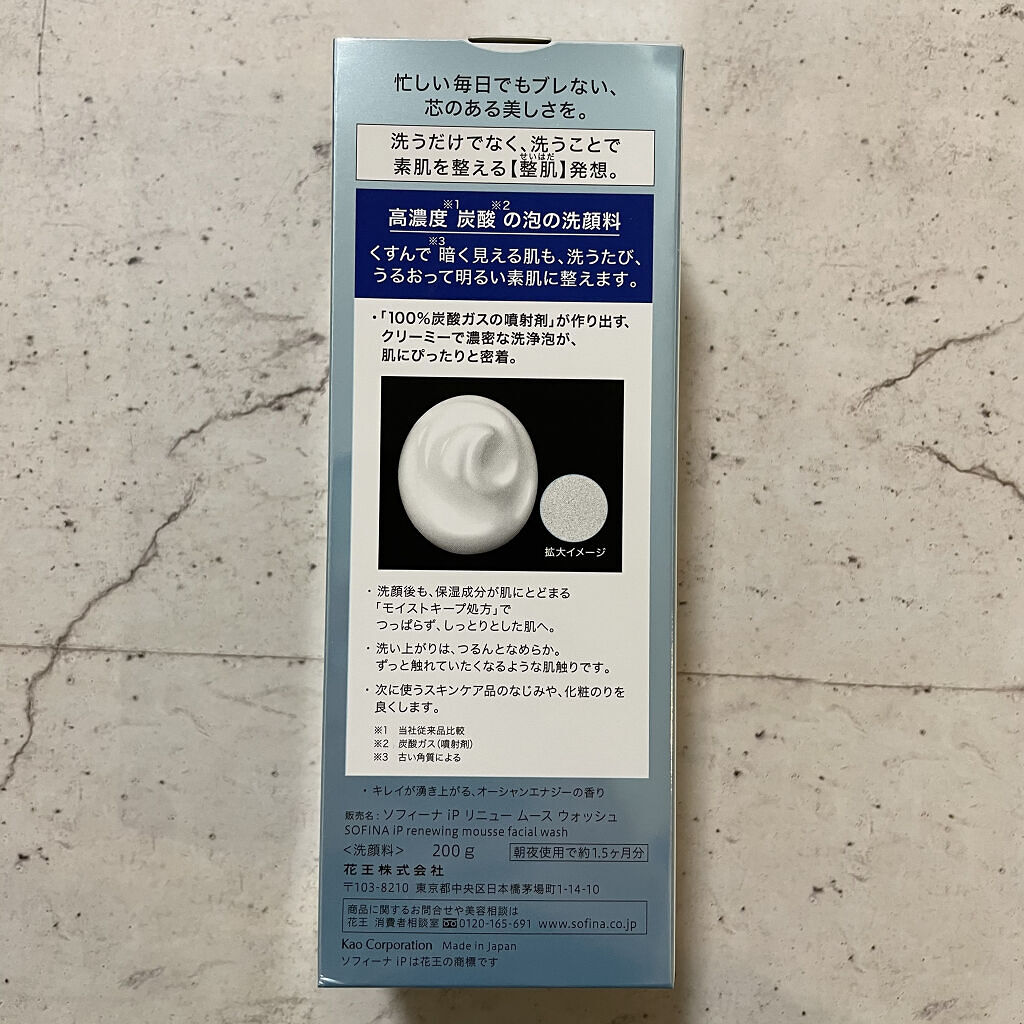 忙しい毎日でもブレない、
芯のある美しさを。
洗うだけでなく、洗うことで
素肌を整える【整肌】発想。
せいはだ
高濃度※1炭酸※2の泡の洗顔料
くすんで※3暗く見える肌も、洗うたび、
うるおって明るい素肌に整えます。
・「100%炭酸ガスの噴射剤」が作り出す、
クリーミーで濃密な洗浄泡が、
肌にぴったりと密着。
拡大イメージ
・洗顔後も、保湿成分が肌にとどまる
「モイストキープ処方」で
つっぱらず、しっとりとした肌へ。
・洗い上がりは、つるんとなめらか。
ずっと触れていたくなるような肌触りです。
・次に使うスキンケア品のなじみや、化粧のりを
良くします。
※1 当社従来品比較
※2 炭酸ガス(噴射剤)
※3 古い角質による
・キレイが湧き上がる、オーシャンエナジーの香り
販売名:ソフィーナ iP リニュー ムース ウォッシュ
SOFINA iP renewing mousse facial wash
<洗顔料> 200g 朝夜使用で約1.5ヶ月分
花王株式会社
〒103-8210 東京都中央区日本橋茅場町1-14-10
商品に関するお問合せや美容相談は
花王 消費者相談室 0120-165-691 www.sofina.co.jp
Kao Corporation Made in Japan
ソフィーナ iPは花王の商標です